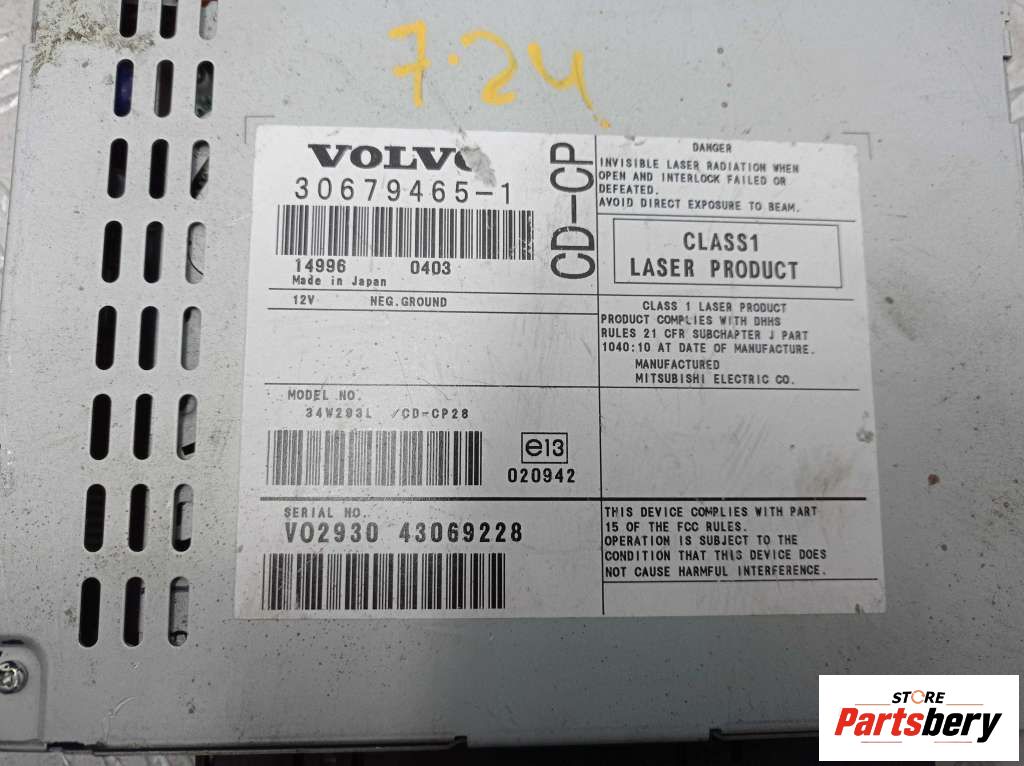 7.24
VOLVO
30679465-1
14996 0403
Made in Japan
12V NEG.GROUND
MODEL NO.
34W293L /CD-CP28
e13
020942
SERIAL NO.
VO2930 43069228
CD-CP
DANGER
INVISIBLE LASER RADIATION WHEN
OPEN AND INTERLOCK FAILED OR
DEFEATED.
AVOID DIRECT EXPOSURE TO BEAM.
CLASS1
LASER PRODUCT
CLASS 1 LASER PRODUCT
PRODUCT COMPLIES WITH DHHS
RULES 21 CFR SUBCHAPTER J PART
1040:10 AT DATE OF MANUFACTURE.
MANUFACTURED
MITSUBISHI ELECTRIC CO.
THIS DEVICE COMPLIES WITH PART
15 OF THE FCC RULES.
OPERATION IS SUBJECT TO THE
CONDITION THAT THIS DEVICE DOES
NOT CAUSE HARMFUL INTERFERENCE.
STORE
Partsbery